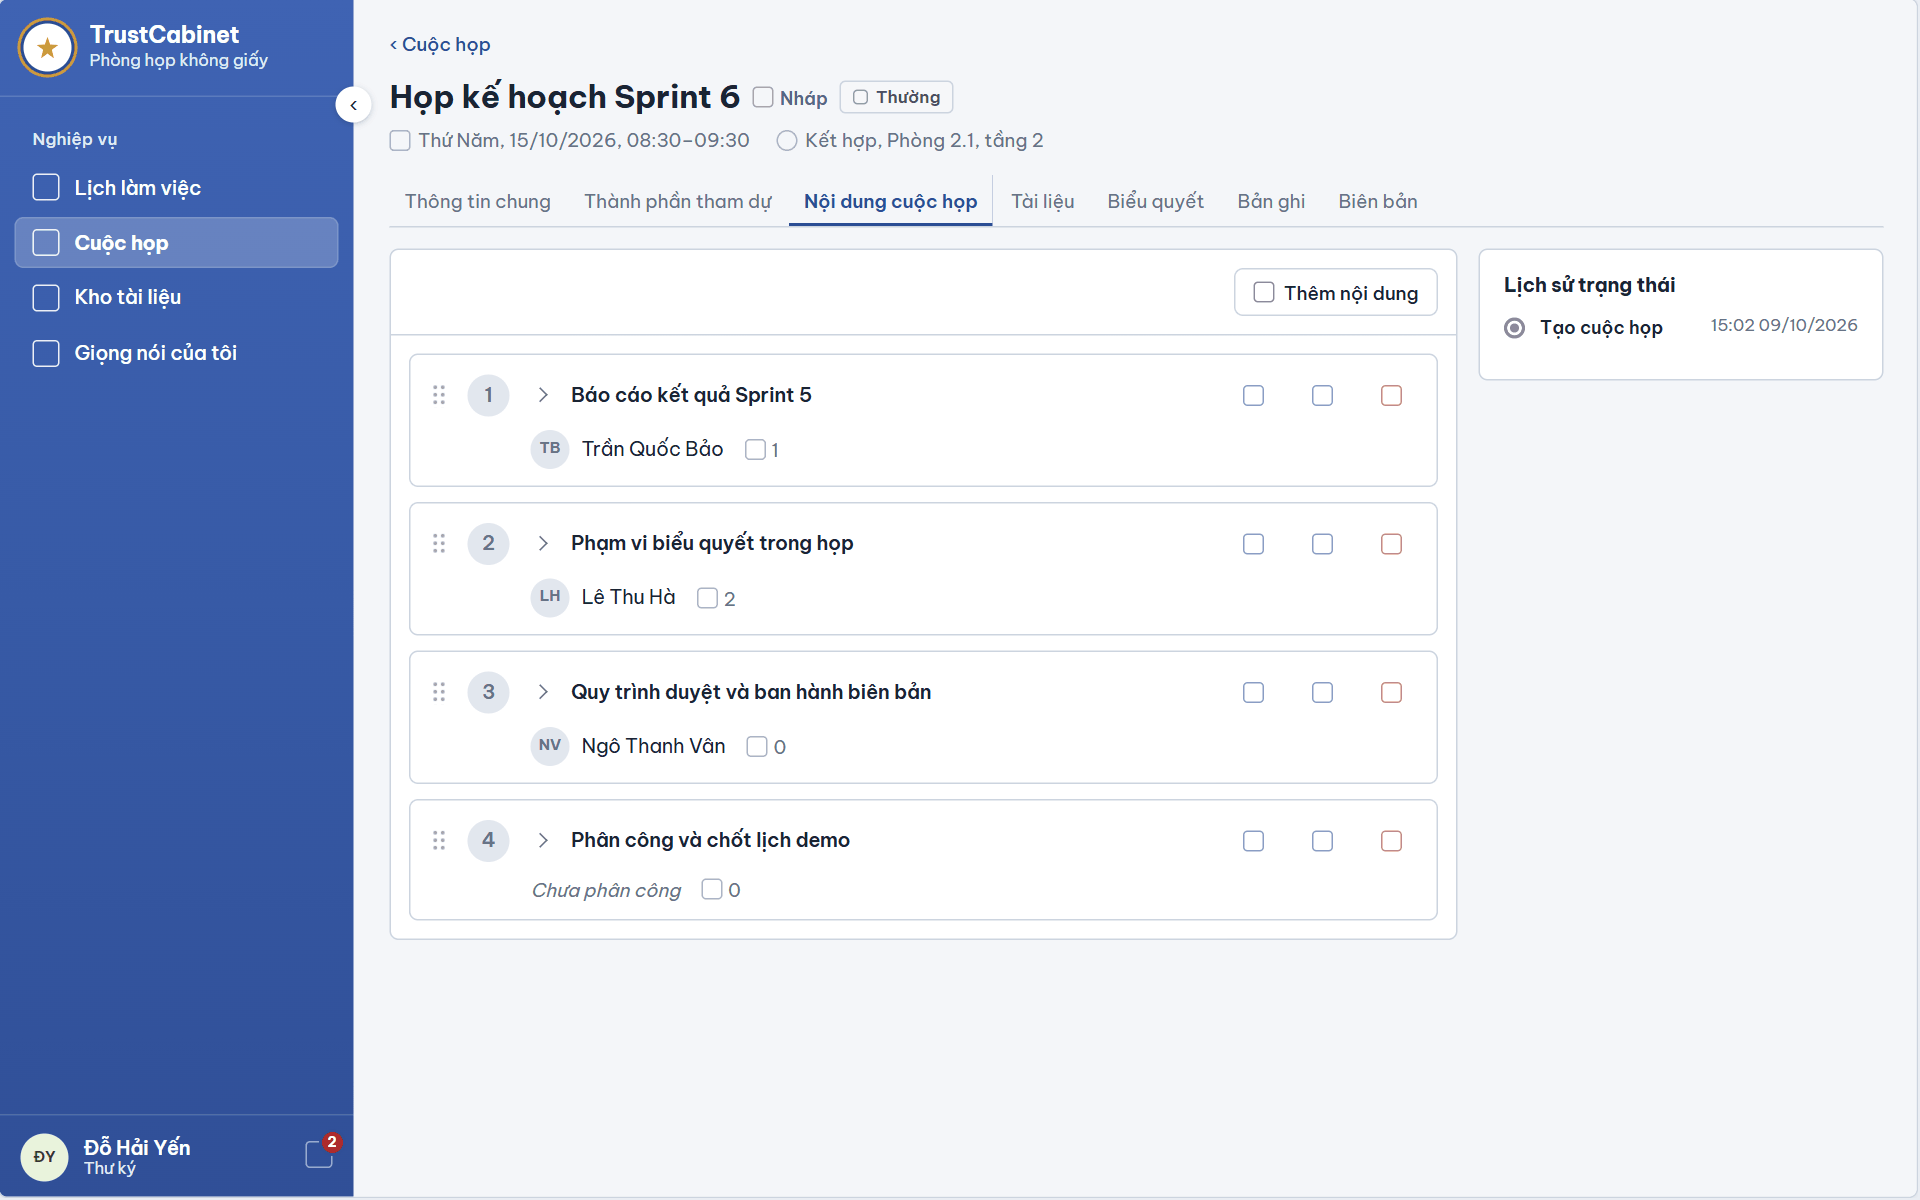 TrustCabinet
Phòng họp không giấy
Nghiệp vụ
Lịch làm việc
Cuộc họp
Kho tài liệu
Giọng nói của tôi
ĐY
Đỗ Hải Yến
Thư ký
2
‹ Cuộc họp
Họp kế hoạch Sprint 6
Nháp
Thường
Thứ Năm, 15/10/2026, 08:30–09:30
Kết hợp, Phòng 2.1, tầng 2
Thông tin chung
Thành phần tham dự
Nội dung cuộc họp
Tài liệu
Biểu quyết
Bản ghi
Biên bản
Thêm nội dung
1
Báo cáo kết quả Sprint 5
TB
Trần Quốc Bảo
1
2
Phạm vi biểu quyết trong họp
LH
Lê Thu Hà
2
3
Quy trình duyệt và ban hành biên bản
NV
Ngô Thanh Vân
0
4
Phân công và chốt lịch demo
Chưa phân công
0
Lịch sử trạng thái
Tạo cuộc họp
15:02 09/10/2026